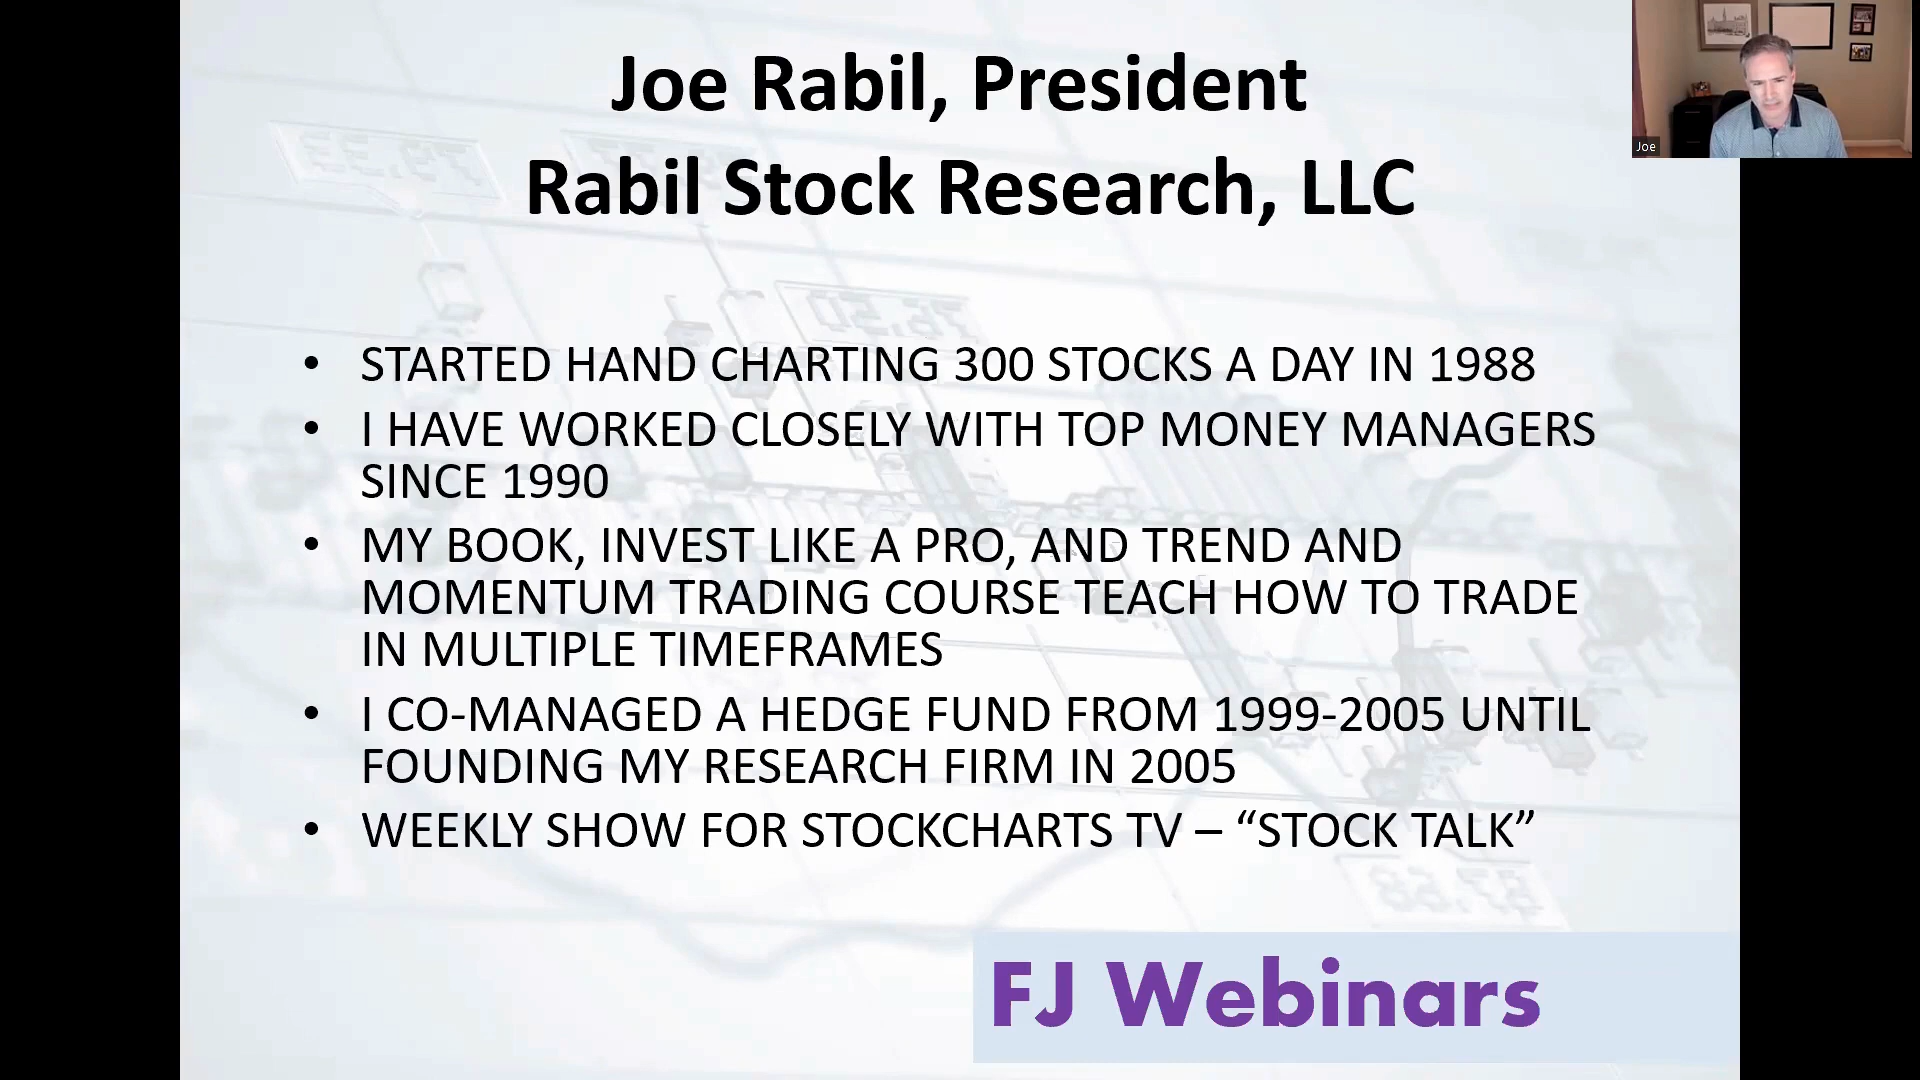 Joe Rabil, President
Rabil Stock Research, LLC
Joe
• STARTED HAND CHARTING 300 STOCKS A DAY IN 1988
• I HAVE WORKED CLOSELY WITH TOP MONEY MANAGERS
SINCE 1990
• MY BOOK, INVEST LIKE A PRO, AND TREND AND
MOMENTUM TRADING COURSE TEACH HOW TO TRADE
IN MULTIPLE TIMEFRAMES
• I CO-MANAGED A HEDGE FUND FROM 1999-2005 UNTIL
FOUNDING MY RESEARCH FIRM IN 2005
• WEEKLY SHOW FOR STOCKCHARTS TV – “STOCK TALK”
FJ Webinars